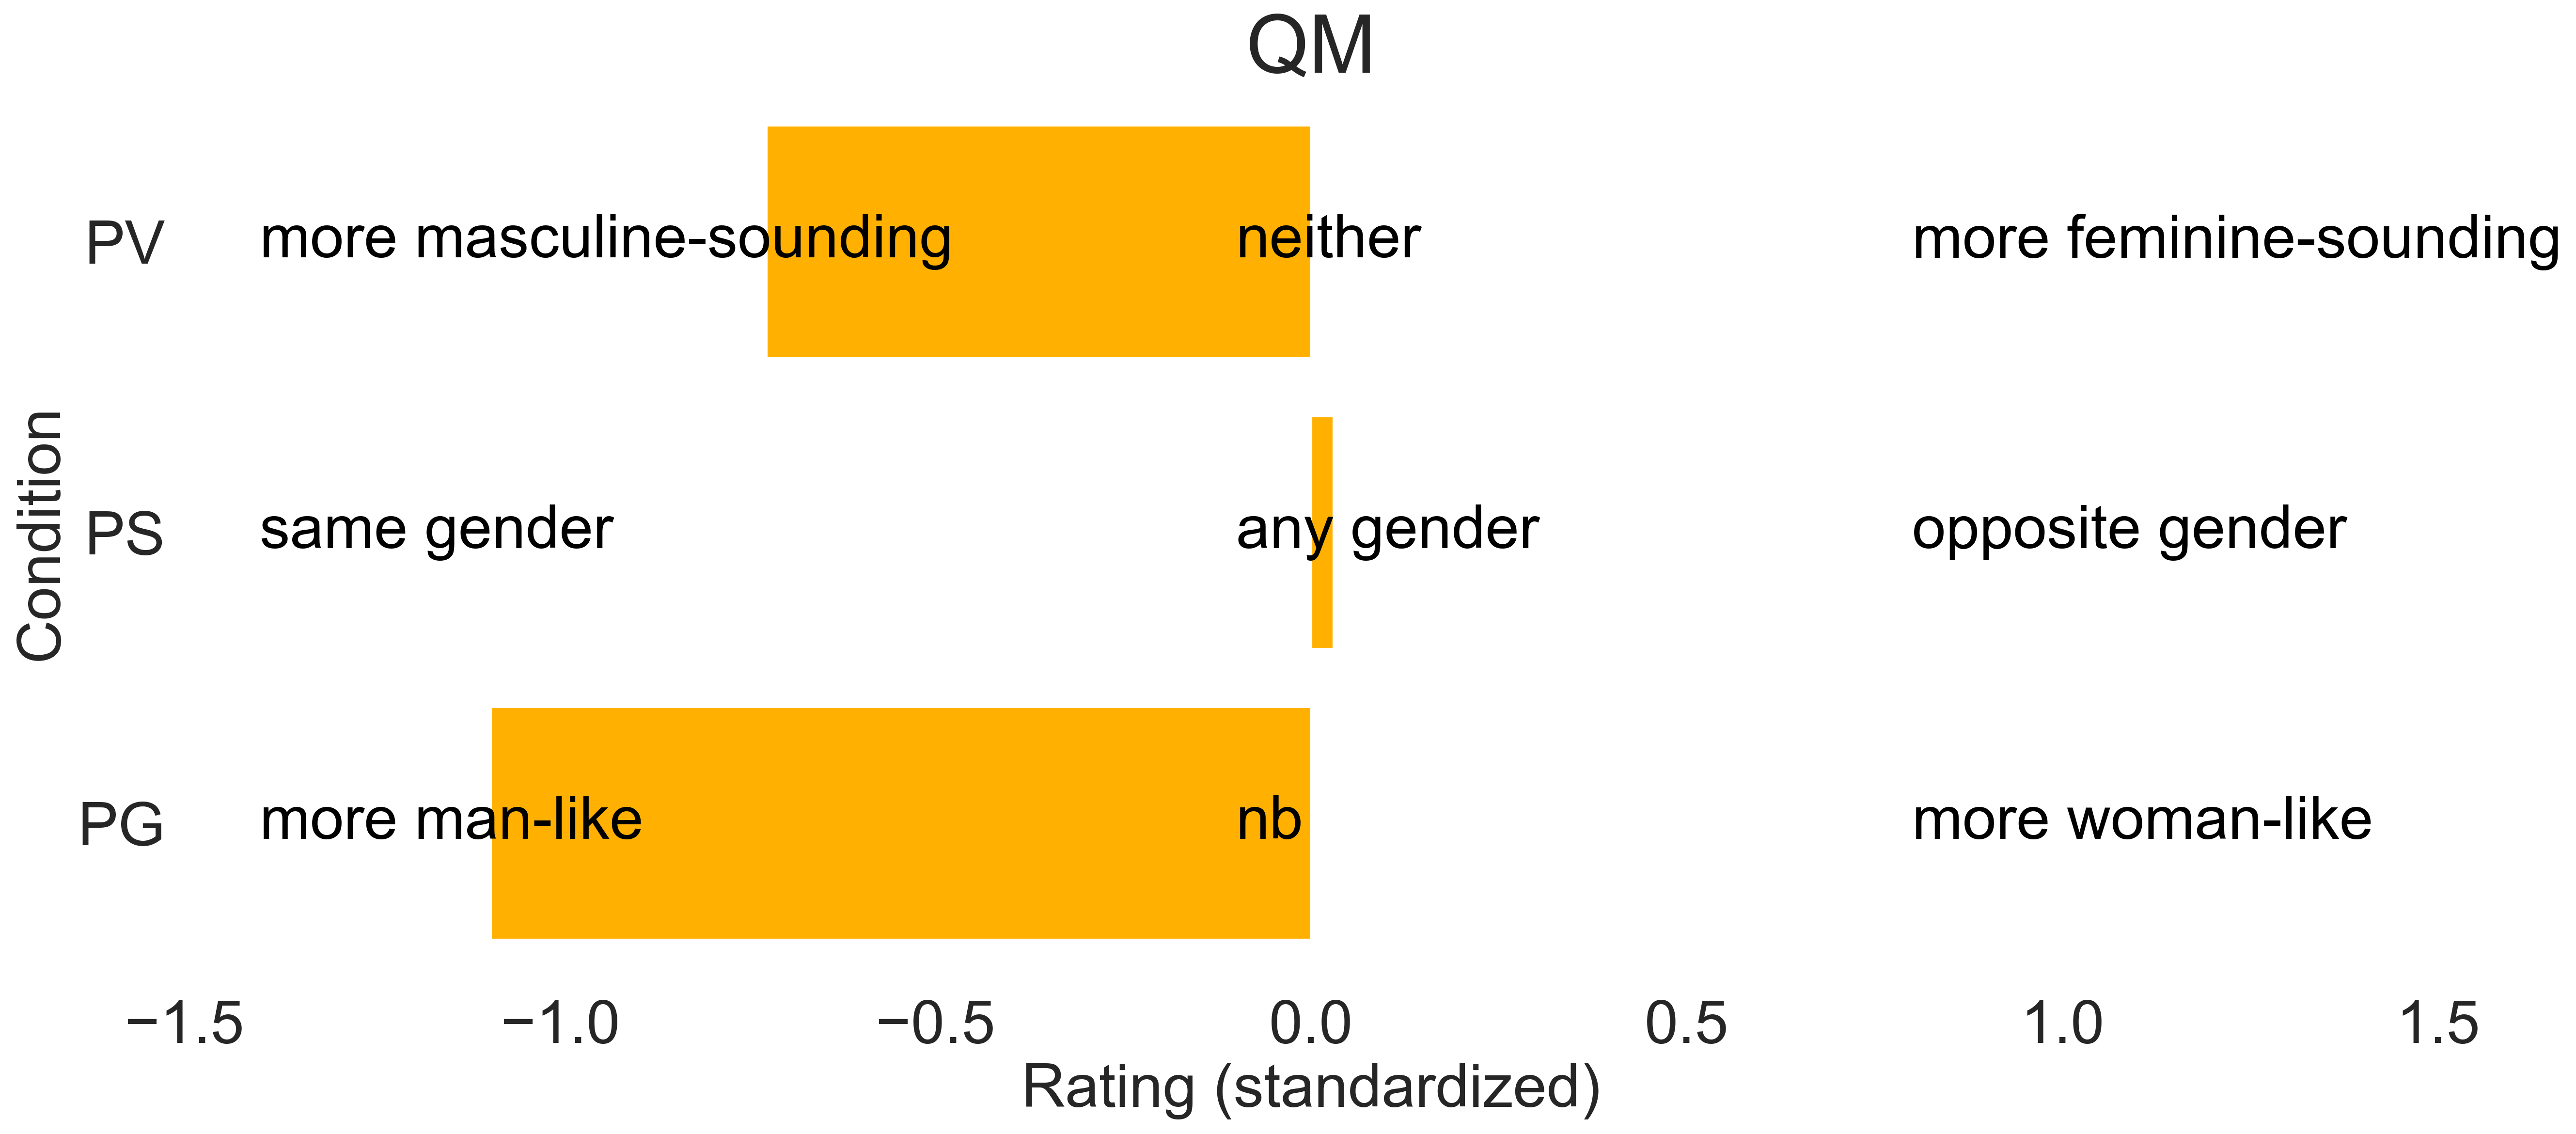 QM
PV more masculine-sounding neither more feminine-sounding
Condition
PS same gender any gender opposite gender
PG more man-like nb more woman-like
−1.5 −1.0 −0.5 0.0 0.5 1.0 1.5
Rating (standardized)